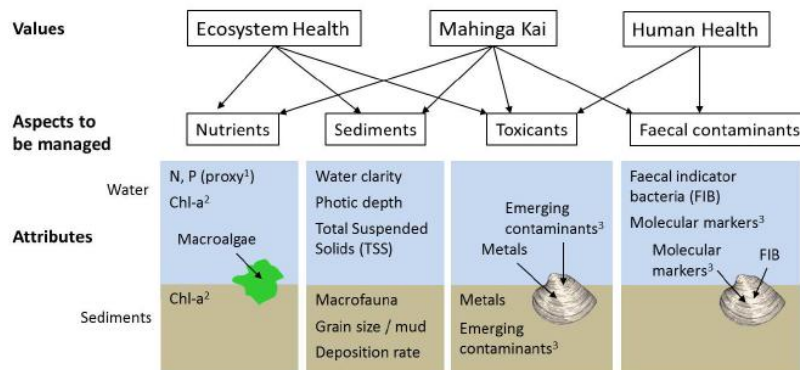 Values
Ecosystem Health
Mahinga Kai
Human Health
Aspects to
be managed
Nutrients
Sediments
Toxicants
Faecal contaminants
Attributes
Water
N, P (proxy¹)
Chl-a²
Macroalgae
Water clarity
Photic depth
Total Suspended
Solids (TSS)
Emerging
contaminants³
Metals
Faecal indicator
bacteria (FIB)
Molecular markers³
Molecular
markers³
FIB
Sediments
Chl-a²
Macrofauna
Grain size / mud
Deposition rate
Metals
Emerging
contaminants³